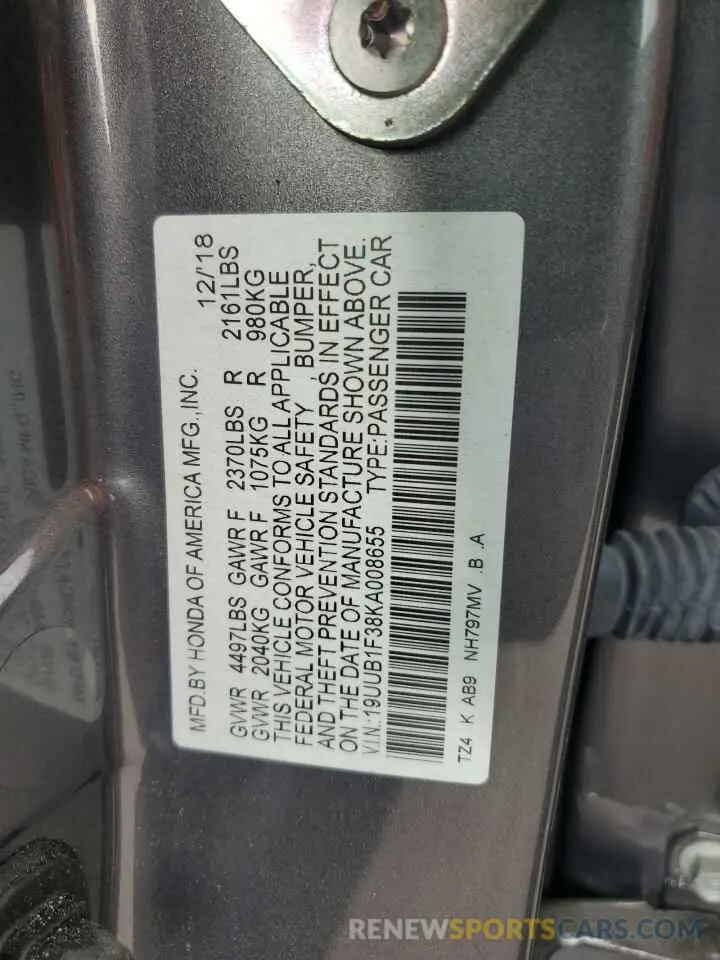 MFD.BY HONDA OF AMERICA MFG.,INC. 12/'18
GVWR 4497LBS GAWR F 2370LBS R 2161LBS
GVWR 2040KG GAWR F 1075KG R 980KG
THIS VEHICLE CONFORMS TO ALL APPLICABLE
FEDERAL MOTOR VEHICLE SAFETY BUMPER,
AND THEFT PREVENTION STANDARDS, IN EFFECT
ON THE DATE OF MANUFACTURE SHOWN ABOVE.
V.I.N.:19UUB1F38KA008655 TYPE:PASSENGER CAR
TZ4 K AB9 NH797MV .B .A
RENEWSPORTSCARS.COM